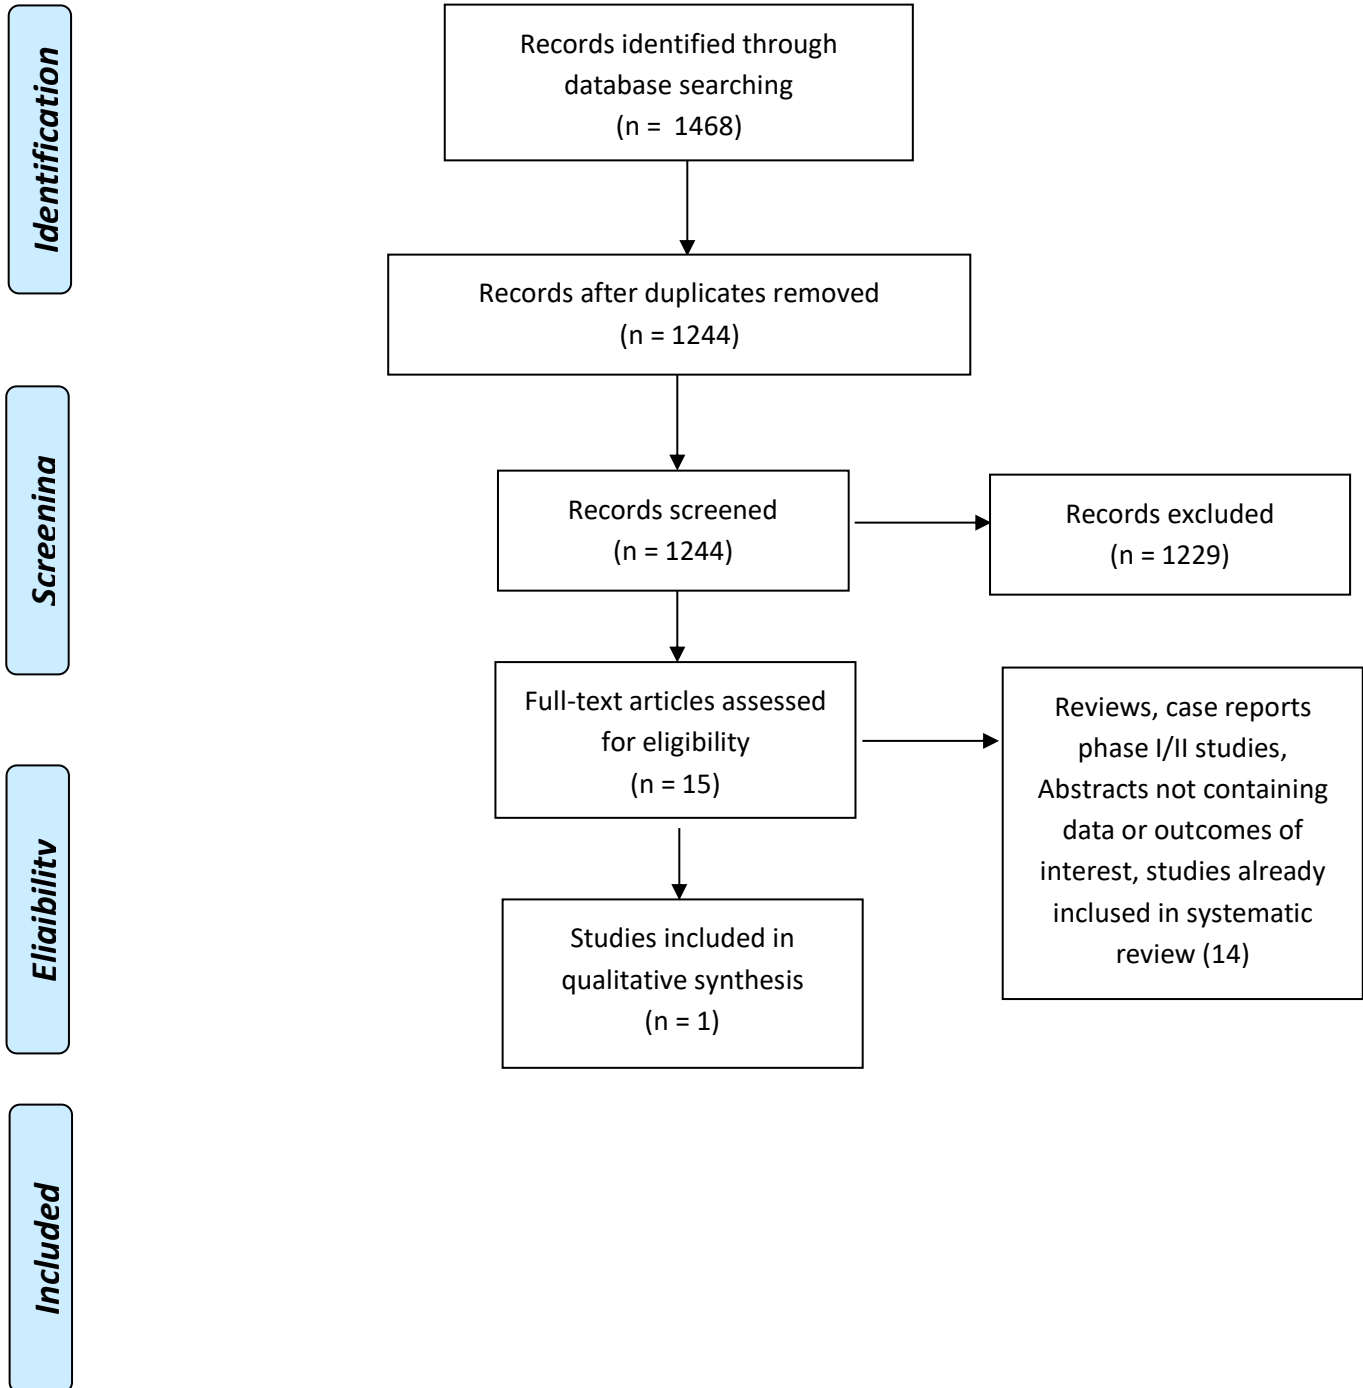 Identification
Records identified through
database searching
(n = 1468)
Records after duplicates removed
(n = 1244)
Screening
Records screened
(n = 1244)
Records excluded
(n = 1229)
Full-text articles assessed
for eligibility
(n = 15)
Reviews, case reports
phase I/II studies,
Abstracts not containing
data or outcomes of
interest, studies already
inclused in systematic
review (14)
Eligibility
Studies included in
qualitative synthesis
(n = 1)
Included